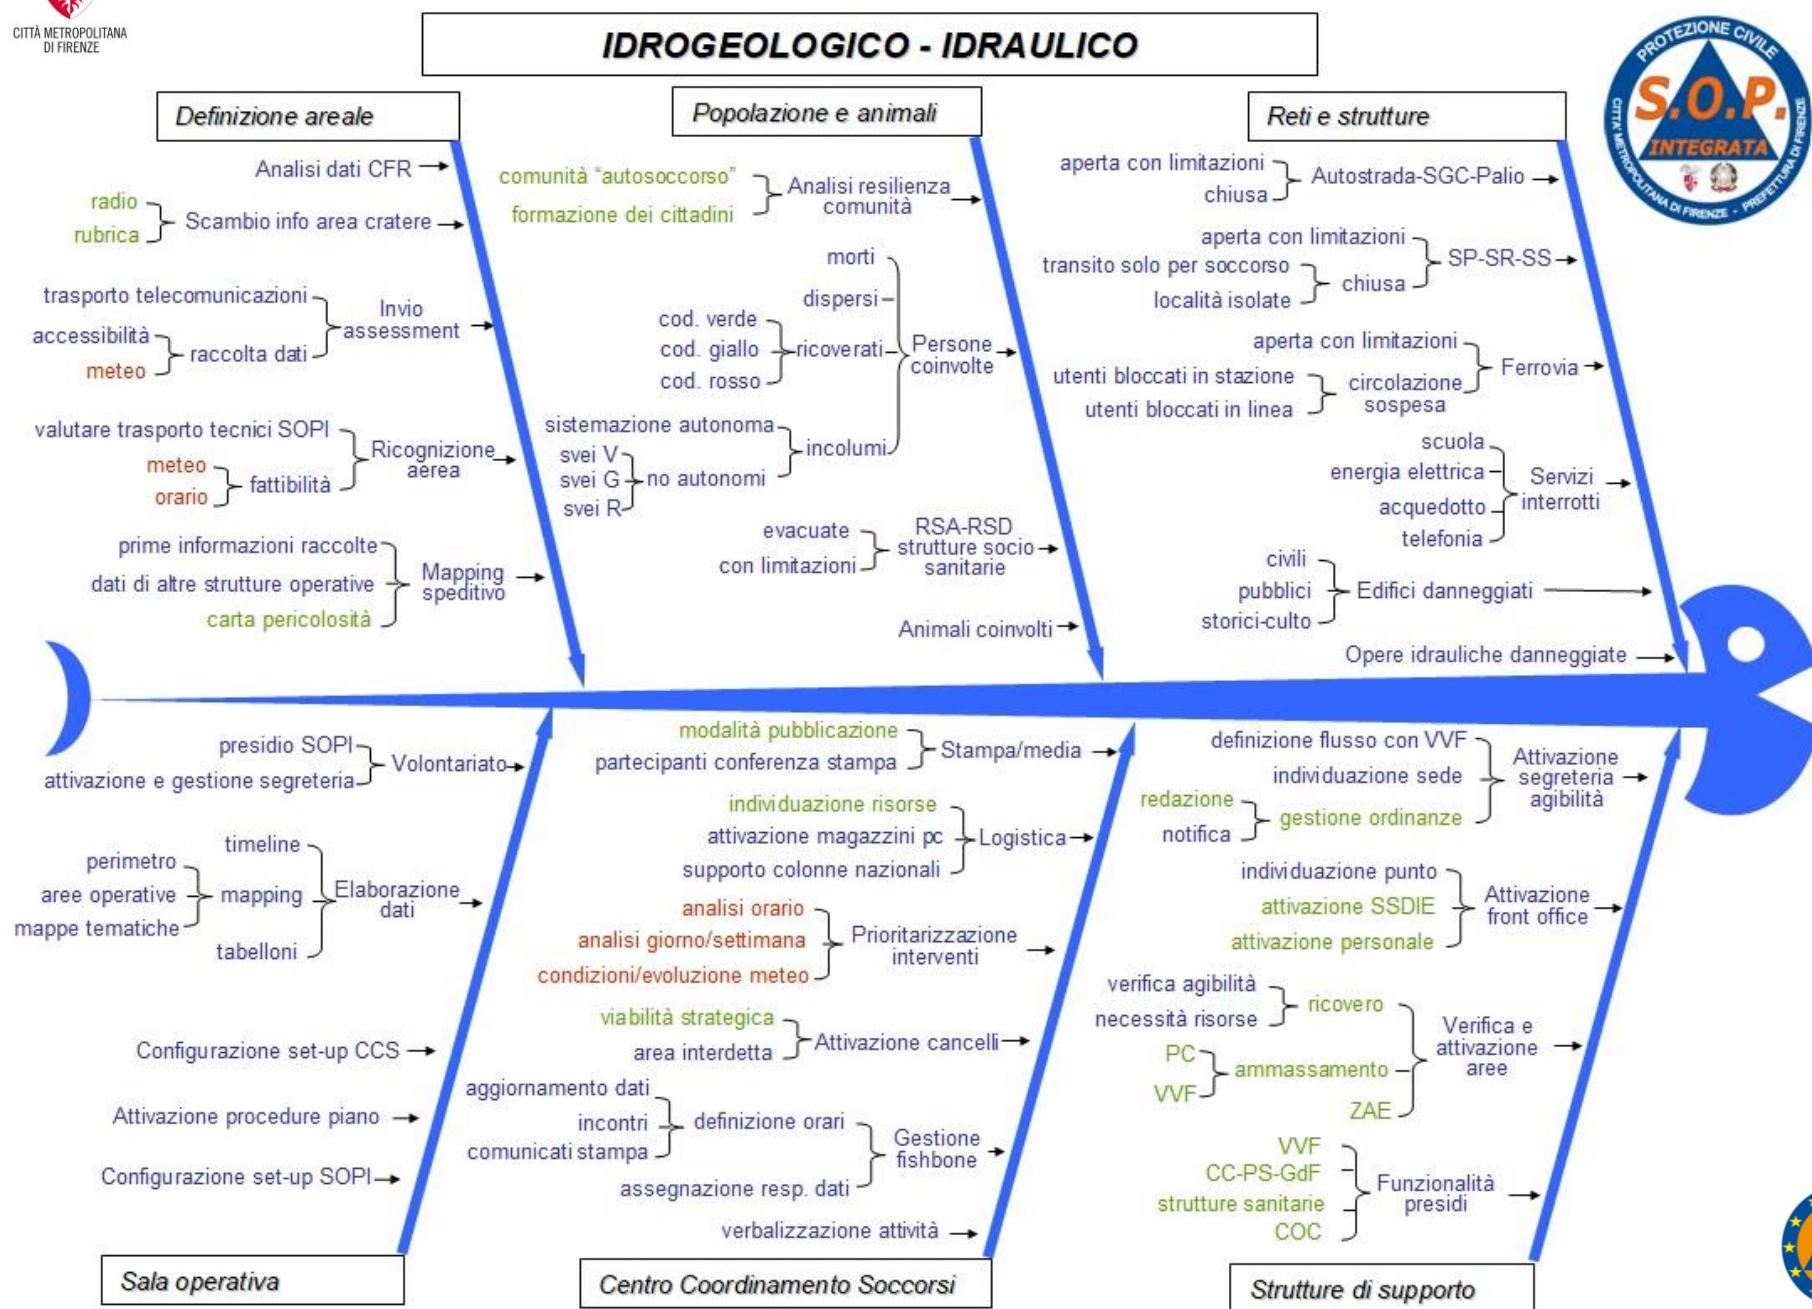 CITTÀ METROPOLITANA
DI FIRENZE
IDROGEOLOGICO - IDRAULICO
PROTEZIONE CIVILE
S.O.P.
INTEGRATA
CITTA' METROPOLITANA DI FIRENZE - PREFETTURA DI FIRENZE
Definizione areale
Analisi dati CFR
radio
rubrica
Scambio info area cratere
trasporto telecomunicazioni
accessibilità
meteo
raccolta dati
Invio
assessment
valutare trasporto tecnici SOPI
meteo
orario
fattibilità
Ricognizione
aerea
prime informazioni raccolte
dati di altre strutture operative
carta pericolosità
Mapping
speditivo
Popolazione e animali
comunità "autosoccorso"
formazione dei cittadini
Analisi resilienza
comunità
morti
dispersi
cod. verde
cod. giallo
cod. rosso
ricoverati
Persone
coinvolte
sistemazione autonoma
svei V
svei G
svei R
no autonomi
incolumi
evacuate
con limitazioni
RSA-RSD
strutture socio
sanitarie
Animali coinvolti
Reti e strutture
aperta con limitazioni
chiusa
Autostrada-SGC-Palio
aperta con limitazioni
transito solo per soccorso
località isolate
chiusa
SP-SR-SS
aperta con limitazioni
utenti bloccati in stazione
utenti bloccati in linea
circolazione
sospesa
Ferrovia
scuola
energia elettrica
acquedotto
telefonia
Servizi
interrotti
civili
pubblici
storici-culto
Edifici danneggiati
Opere idrauliche danneggiate
presidio SOPI
attivazione e gestione segreteria
Volontariato
timeline
perimetro
aree operative
mappe tematiche
mapping
tabelloni
Elaborazione
dati
Configurazione set-up CCS
Attivazione procedure piano
Configurazione set-up SOPI
Sala operativa
modalità pubblicazione
partecipanti conferenza stampa
Stampa/media
individuazione risorse
attivazione magazzini pc
supporto colonne nazionali
Logistica
analisi orario
analisi giorno/settimana
condizioni/evoluzione meteo
Prioritarizzazione
interventi
viabilità strategica
area interdetta
Attivazione cancelli
aggiornamento dati
incontri
comunicati stampa
definizione orari
assegnazione resp. dati
Gestione
fishbone
verbalizzazione attività
Centro Coordinamento Soccorsi
definizione flusso con VVF
individuazione sede
redazione
notifica
gestione ordinanze
Attivazione
segreteria
agibilità
individuazione punto
attivazione SSDIE
attivazione personale
Attivazione
front office
verifica agibilità
necessità risorse
ricovero
PC
VVF
ammassamento
ZAE
Verifica e
attivazione
aree
VVF
CC-PS-GdF
strutture sanitarie
COC
Funzionalità
presidi
Strutture di supporto